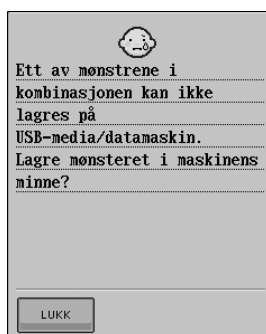 Ett av mønstrene i
kombinasjonen kan ikke
lagres på
USB-media/datamaskin.
Lagre mønsteret i maskinens
minne?
LUKK